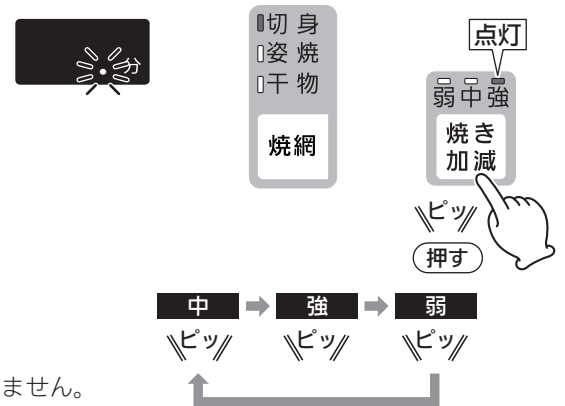 分
切身
姿焼
干物
焼網
点灯
弱中強
焼き
加減
ピッ
押す
中 強 弱
ピッ ピッ ピッ
ません。